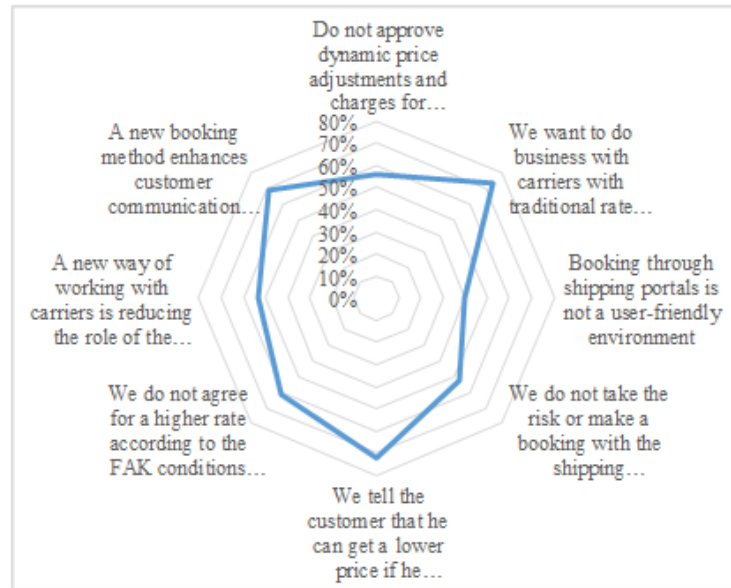 Do not approve
dynamic price
adjustments and
charges for…
80%
70%
60%
50%
40%
30%
20%
10%
0%
We want to do
business with
carriers with
traditional rate…
Booking through
shipping portals is
not a user-friendly
environment
We do not take the
risk or make a
booking with the
shipping…
We tell the
customer that he
can get a lower
price if he…
We do not agree
for a higher rate
according to the
FAK conditions…
A new way of
working with
carriers is reducing
the role of the…
A new booking
method enhances
customer
communication…